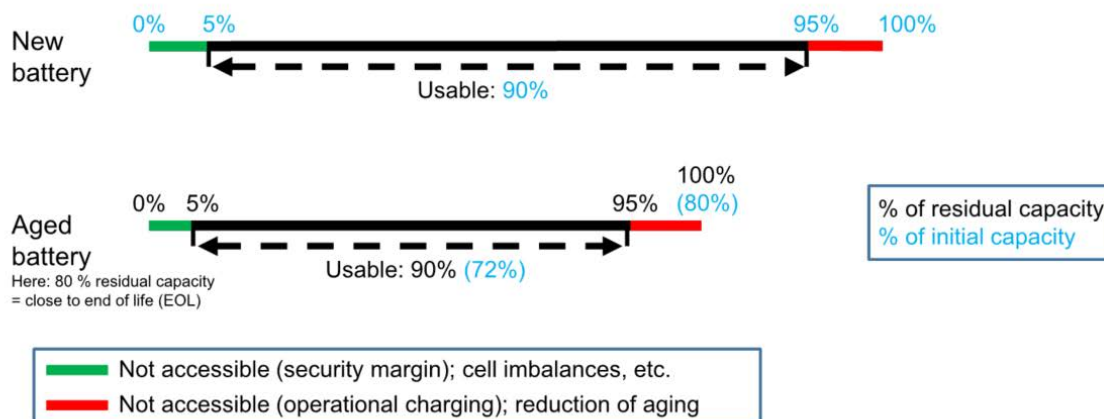 0% 5% 95% 100%
New
battery
Usable: 90%
100%
0% 5% 95% (80%)
Aged
battery
Usable: 90% (72%)
Here: 80 % residual capacity
= close to end of life (EOL)
% of residual capacity
% of initial capacity
Not accessible (security margin); cell imbalances, etc.
Not accessible (operational charging); reduction of aging